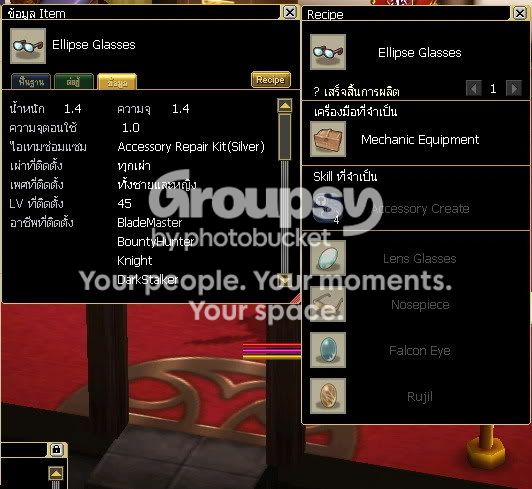 ข้อมูล Item
Ellipse Glasses
พื้นฐาน ต่อสู้ ข้อมูล Recipe
น้ำหนัก 1.4 ความจุ 1.4
ความจุตอนใช้ 1.0
ไอเทมซ่อมแซม Accessory Repair Kit(Silver)
เผ่าที่ติดตั้ง ทุกเผ่า
เพศที่ติดตั้ง ทั้งชายและหญิง
LV ที่ติดตั้ง 45
อาชีพที่ติดตั้ง BladeMaster
BountyHunter
Knight
DarkStalker
Recipe
Ellipse Glasses
? เสร็จสิ้นการผลิต 1
เครื่องมือที่จำเป็น
Mechanic Equipment
Skill ที่จำเป็น
4 Accessory Create
Lens Glasses
Nosepiece
Falcon Eye
Rujil
Groupsy
by photobucket
Your people. Your moments.
Your space.